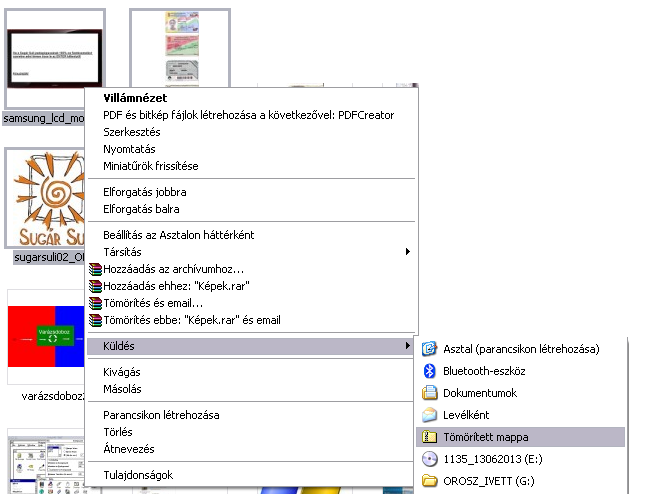 samsung_lcd_mo
SUGÁR SU
sugarsuli02_Ol
Varázsdoboz
varázsdoboz
Villámnézet
PDF és bitkép fájlok létrehozása a következővel: PDFCreator
Szerkesztés
Nyomtatás
Miniatűrök frissítése
Elforgatás jobbra
Elforgatás balra
Beállítás az Asztalon háttérként
Társítás
Hozzáadás az archívumhoz...
Hozzáadás ehhez: "Képek.rar"
Tömörítés és email...
Tömörítés ebbe: "Képek.rar" és email
Küldés
Kivágás
Másolás
Parancsikon létrehozása
Törlés
Átnevezés
Tulajdonságok
Asztal (parancsikon létrehozása)
Bluetooth-eszköz
Dokumentumok
Levélként
Tömörített mappa
1135_13062013 (E:)
OROSZ_IVETT (G:)